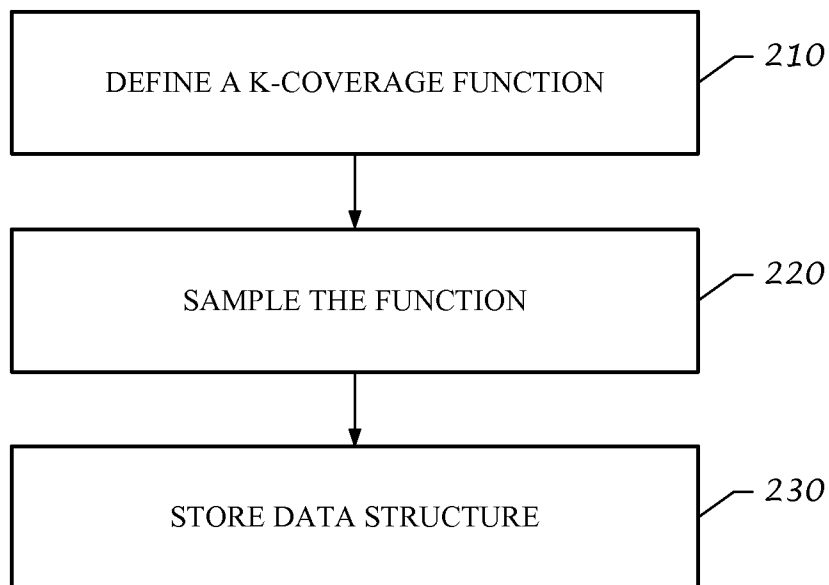 DEFINE A K-COVERAGE FUNCTION
210
SAMPLE THE FUNCTION
220
STORE DATA STRUCTURE
230